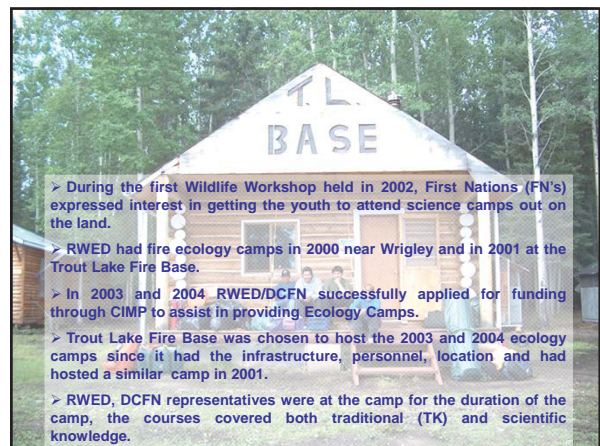 T. L.
BASE
➢ During the first Wildlife Workshop held in 2002, First Nations (FN's)
expressed interest in getting the youth to attend science camps out on
the land.
➢ RWED had fire ecology camps in 2000 near Wrigley and in 2001 at the
Trout Lake Fire Base.
➢ In 2003 and 2004 RWED/DCFN successfully applied for funding
through CIMP to assist in providing Ecology Camps.
➢ Trout Lake Fire Base was chosen to host the 2003 and 2004 ecology
camps since it had the infrastructure, personnel, location and had
hosted a similar camp in 2001.
➢ RWED, DCFN representatives were at the camp for the duration of the
camp, the courses covered both traditional (TK) and scientific
knowledge.